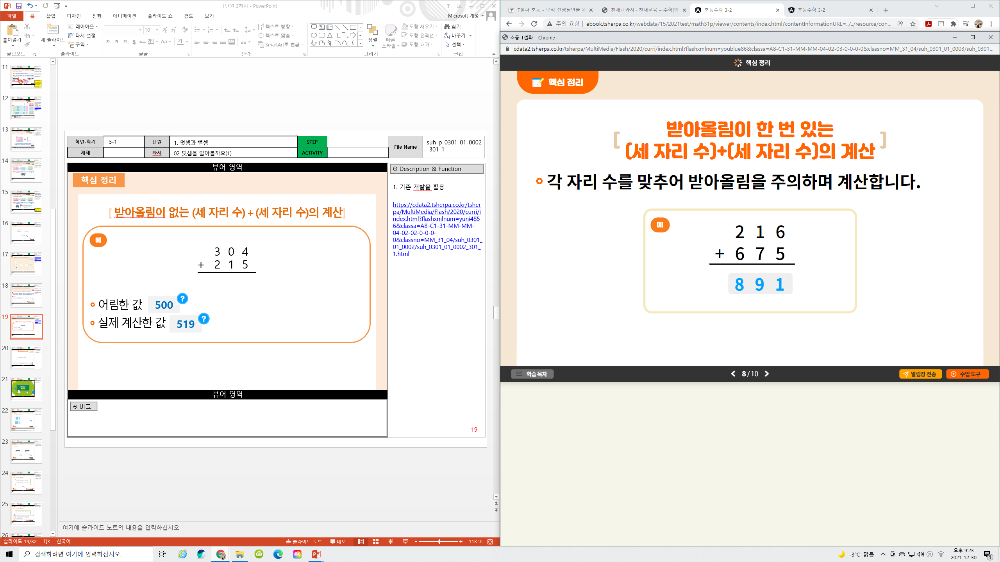 1단원 3차시 - PowerPoint
파일 홈 삽입 디자인 전환 애니메이션 슬라이드 쇼 검토 보기
Microsoft 계정
붙여넣기
새 슬라이드
레이아웃
다시 설정
구역
10
텍스트 방향
텍스트 맞춤
SmartArt로 변환
정렬
빠른 스타일
도형 채우기
도형 윤곽선
도형 효과
찾기
바꾸기
선택
클립보드 슬라이드 글꼴 단락 그리기 편집
11
12
13
14
15
16
17
18
19
20
21
22
23
24
25
26
학년-학기 3-1 단원 1. 덧셈과 뺄셈 STEP File Name suh_p_0301_01_0002
_301_1
제재 차시 02 덧셈을 알아볼까요(1) ACTIVITY
뷰어 영역
핵심 정리
[ 받아올림이 없는 (세 자리 수) + (세 자리 수)의 계산]
예
3 0 4
+ 2 1 5
어림한 값 500 ?
실제 계산한 값 519 ?
뷰어 영역
비고
Description & Function
1. 기존 개발물 활용
https://cdata2.tsherpa.co.kr/tsher
pa/MultiMedia/Flash/2020/curri/i
ndex.html?flashxmlnum=yuni485
6&classa=A8-C1-31-MM-MM-
04-02-02-0-0-0-
0&classno=MM_31_04/suh_0301_
01_0002/suh_0301_01_0002_301_
1.html
19
여기에 슬라이드 노트의 내용을 입력하십시오
슬라이드 19/32 한국어 슬라이드 노트 메모 113 %
T셀파 초등 - 오직 선생님만을 위
천재교과서 · 천재교육 – 수학(박
초등수학 3-2
초등수학 3-2
주의 요함 ebook.tsherpa.co.kr/webdata/15/2021test/math31p/viewer/contents/index.html?contentInformationURL=../../resource/con...
초등 T셀파 - Chrome
cdata2.tsherpa.co.kr/tsherpa/MultiMedia/Flash/2020/curri/index.html?flashxmlnum=youblue86&classa=A8-C1-31-MM-MM-04-02-03-0-0-0-0&classno=MM_31_04/suh_0301_01_0003/suh_0301...
핵심 정리
핵심 정리
[ 받아올림이 한 번 있는
(세 자리 수)+(세 자리 수)의 계산 ]
각 자리 수를 맞추어 받아올림을 주의하며 계산합니다.
예
2 1 6
+ 6 7 5
8 9 1
학습 목차
8 / 10
알림장 전송
수업 도구
검색하려면 여기에 입력하십시오.
-3°C 맑음
오후 9:23
2021-12-30
1